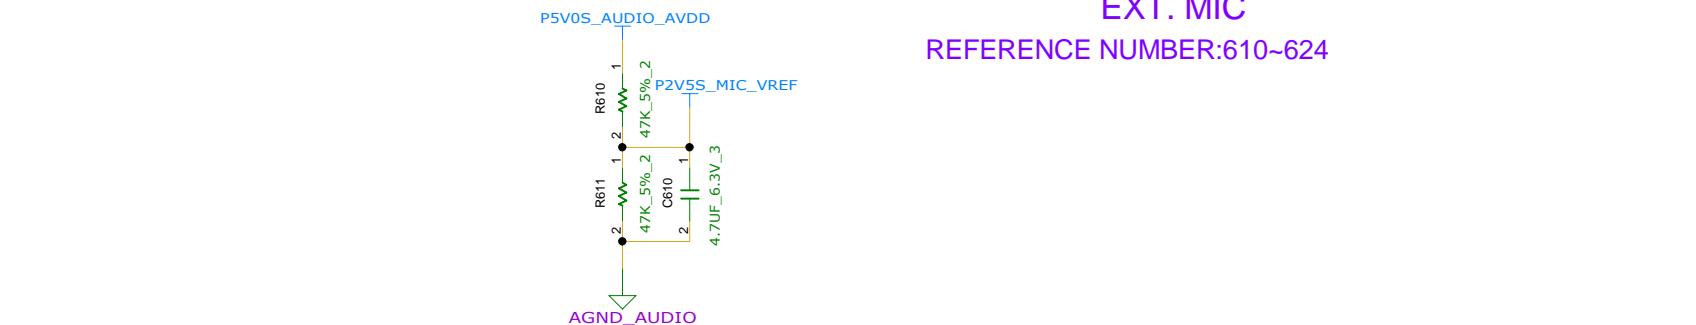 EXT. MIC
REFERENCE NUMBER:610~624
P5V0S_AUDIO_AVDD
1
R610
47K_5%_2
2
P2V5S_MIC_VREF
1
R611
47K_5%_2
2
1
C610
4.7UF_6.3V_3
2
AGND_AUDIO